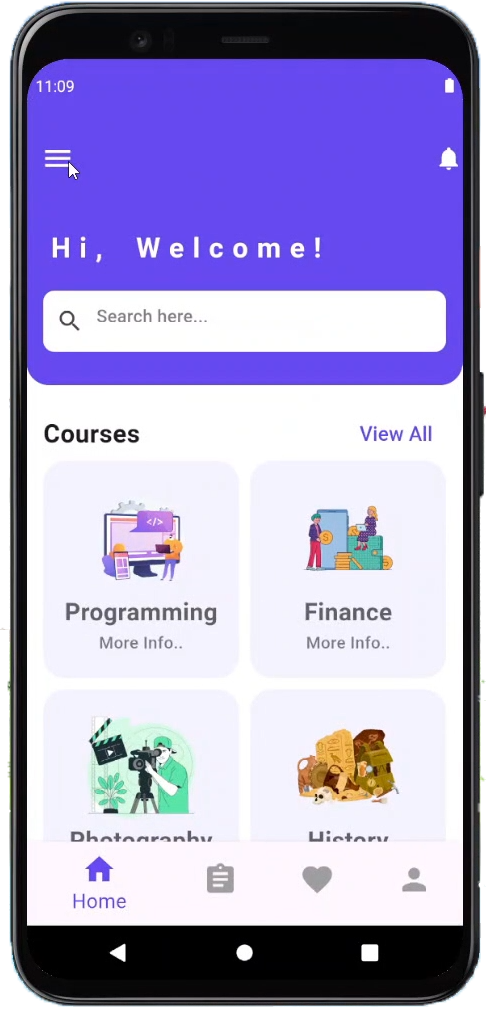 11:09
Hi, Welcome!
Search here...
Courses View All
</>
Programming Finance
More Info.. More Info..
Photography History
Home